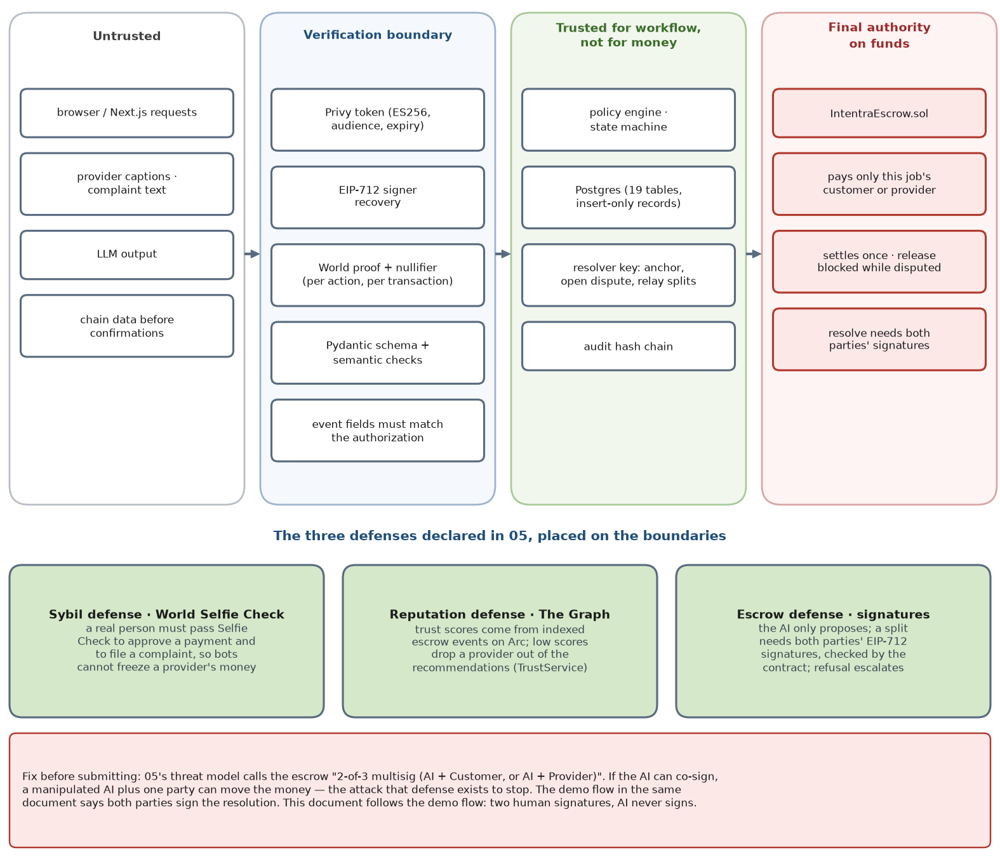 Untrusted
browser / Next.js requests
provider captions ·
complaint text
LLM output
chain data before
confirmations
Verification boundary
Privy token (ES256,
audience, expiry)
EIP-712 signer
recovery
World proof + nullifier
(per action, per transaction)
Pydantic schema +
semantic checks
event fields must match
the authorization
Trusted for workflow,
not for money
policy engine ·
state machine
Postgres (19 tables,
insert-only records)
resolver key: anchor,
open dispute, relay splits
audit hash chain
Final authority
on funds
IntentraEscrow.sol
pays only this job's
customer or provider
settles once · release
blocked while disputed
resolve needs both
parties' signatures
The three defenses declared in 05, placed on the boundaries
Sybil defense · World Selfie Check
a real person must pass Selfie
Check to approve a payment and
to file a complaint, so bots
cannot freeze a provider's money
Reputation defense · The Graph
trust scores come from indexed
escrow events on Arc; low scores
drop a provider out of the
recommendations (TrustService)
Escrow defense · signatures
the AI only proposes; a split
needs both parties' EIP-712
signatures, checked by the
contract; refusal escalates
Fix before submitting: 05's threat model calls the escrow "2-of-3 multisig (AI + Customer, or AI + Provider)". If the AI can co-sign,
a manipulated AI plus one party can move the money — the attack that defense exists to stop. The demo flow in the same
document says both parties sign the resolution. This document follows the demo flow: two human signatures, AI never signs.